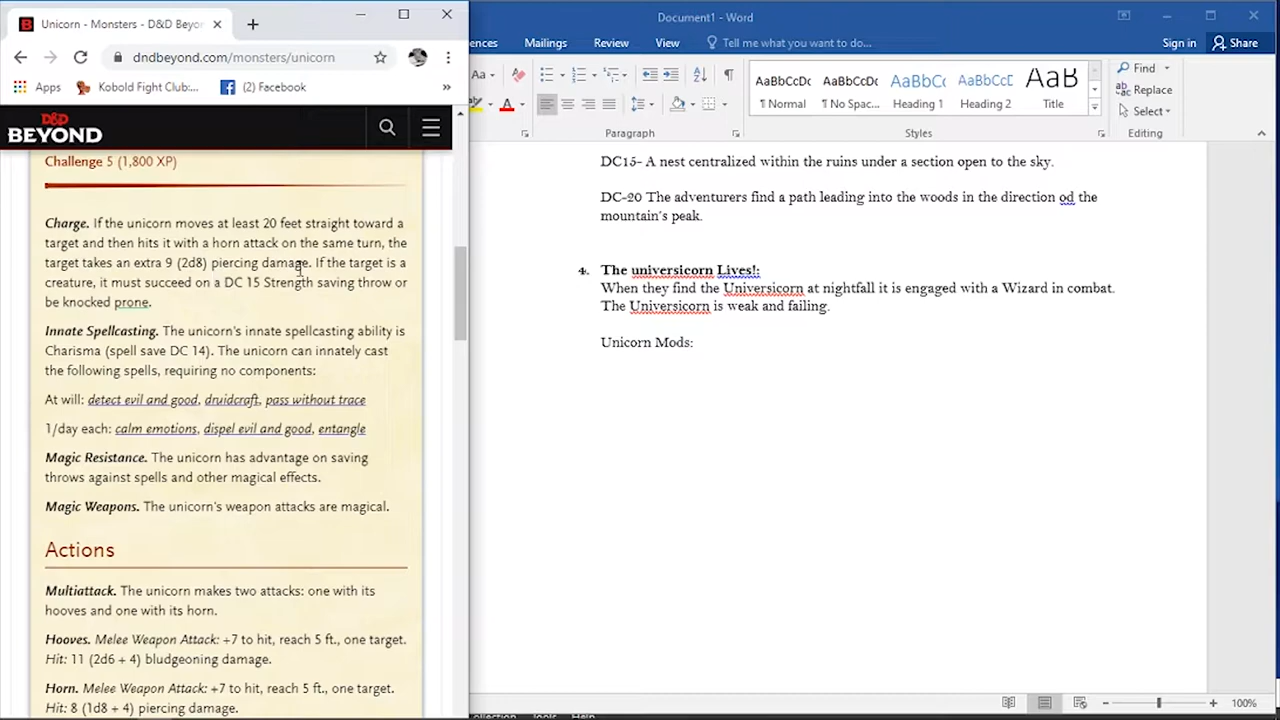 Unicorn - Monsters - D&D Beyor
dndbeyond.com/monsters/unicorn
Apps
Kobold Fight Club:...
(2) Facebook
»
D&D
BEYOND
Challenge 5 (1,800 XP)
Charge. If the unicorn moves at least 20 feet straight toward a
target and then hits it with a horn attack on the same turn, the
target takes an extra 9 (2d8) piercing damage. If the target is a
creature, it must succeed on a DC 15 Strength saving throw or
be knocked prone.
Innate Spellcasting. The unicorn's innate spellcasting ability is
Charisma (spell save DC 14). The unicorn can innately cast
the following spells, requiring no components:
At will: detect evil and good, druidcraft, pass without trace
1/day each: calm emotions, dispel evil and good, entangle
Magic Resistance. The unicorn has advantage on saving
throws against spells and other magical effects.
Magic Weapons. The unicorn's weapon attacks are magical.
Actions
Multiattack. The unicorn makes two attacks: one with its
hooves and one with its horn.
Hooves. Melee Weapon Attack: +7 to hit, reach 5 ft., one target.
Hit: 11 (2d6 + 4) bludgeoning damage.
Horn. Melee Weapon Attack: +7 to hit, reach 5 ft., one target.
Hit: 8 (1d8 + 4) piercing damage.
Document1 - Word
ences
Mailings
Review
View
Tell me what you want to do...
Sign in
Share
Aa
A
AaBbCcDc
AaBbCcDc
AaBbCc
AaBbCcD
AaB
¶ Normal
¶ No Spac...
Heading 1
Heading 2
Title
Find
Replace
Select
Paragraph
Styles
Editing
DC15- A nest centralized within the ruins under a section open to the sky.
DC-20 The adventurers find a path leading into the woods in the direction od the
mountain's peak.
4. The universicorn Lives!:
When they find the Universicorn at nightfall it is engaged with a Wizard in combat.
The Universicorn is weak and failing.
Unicorn Mods:
100%